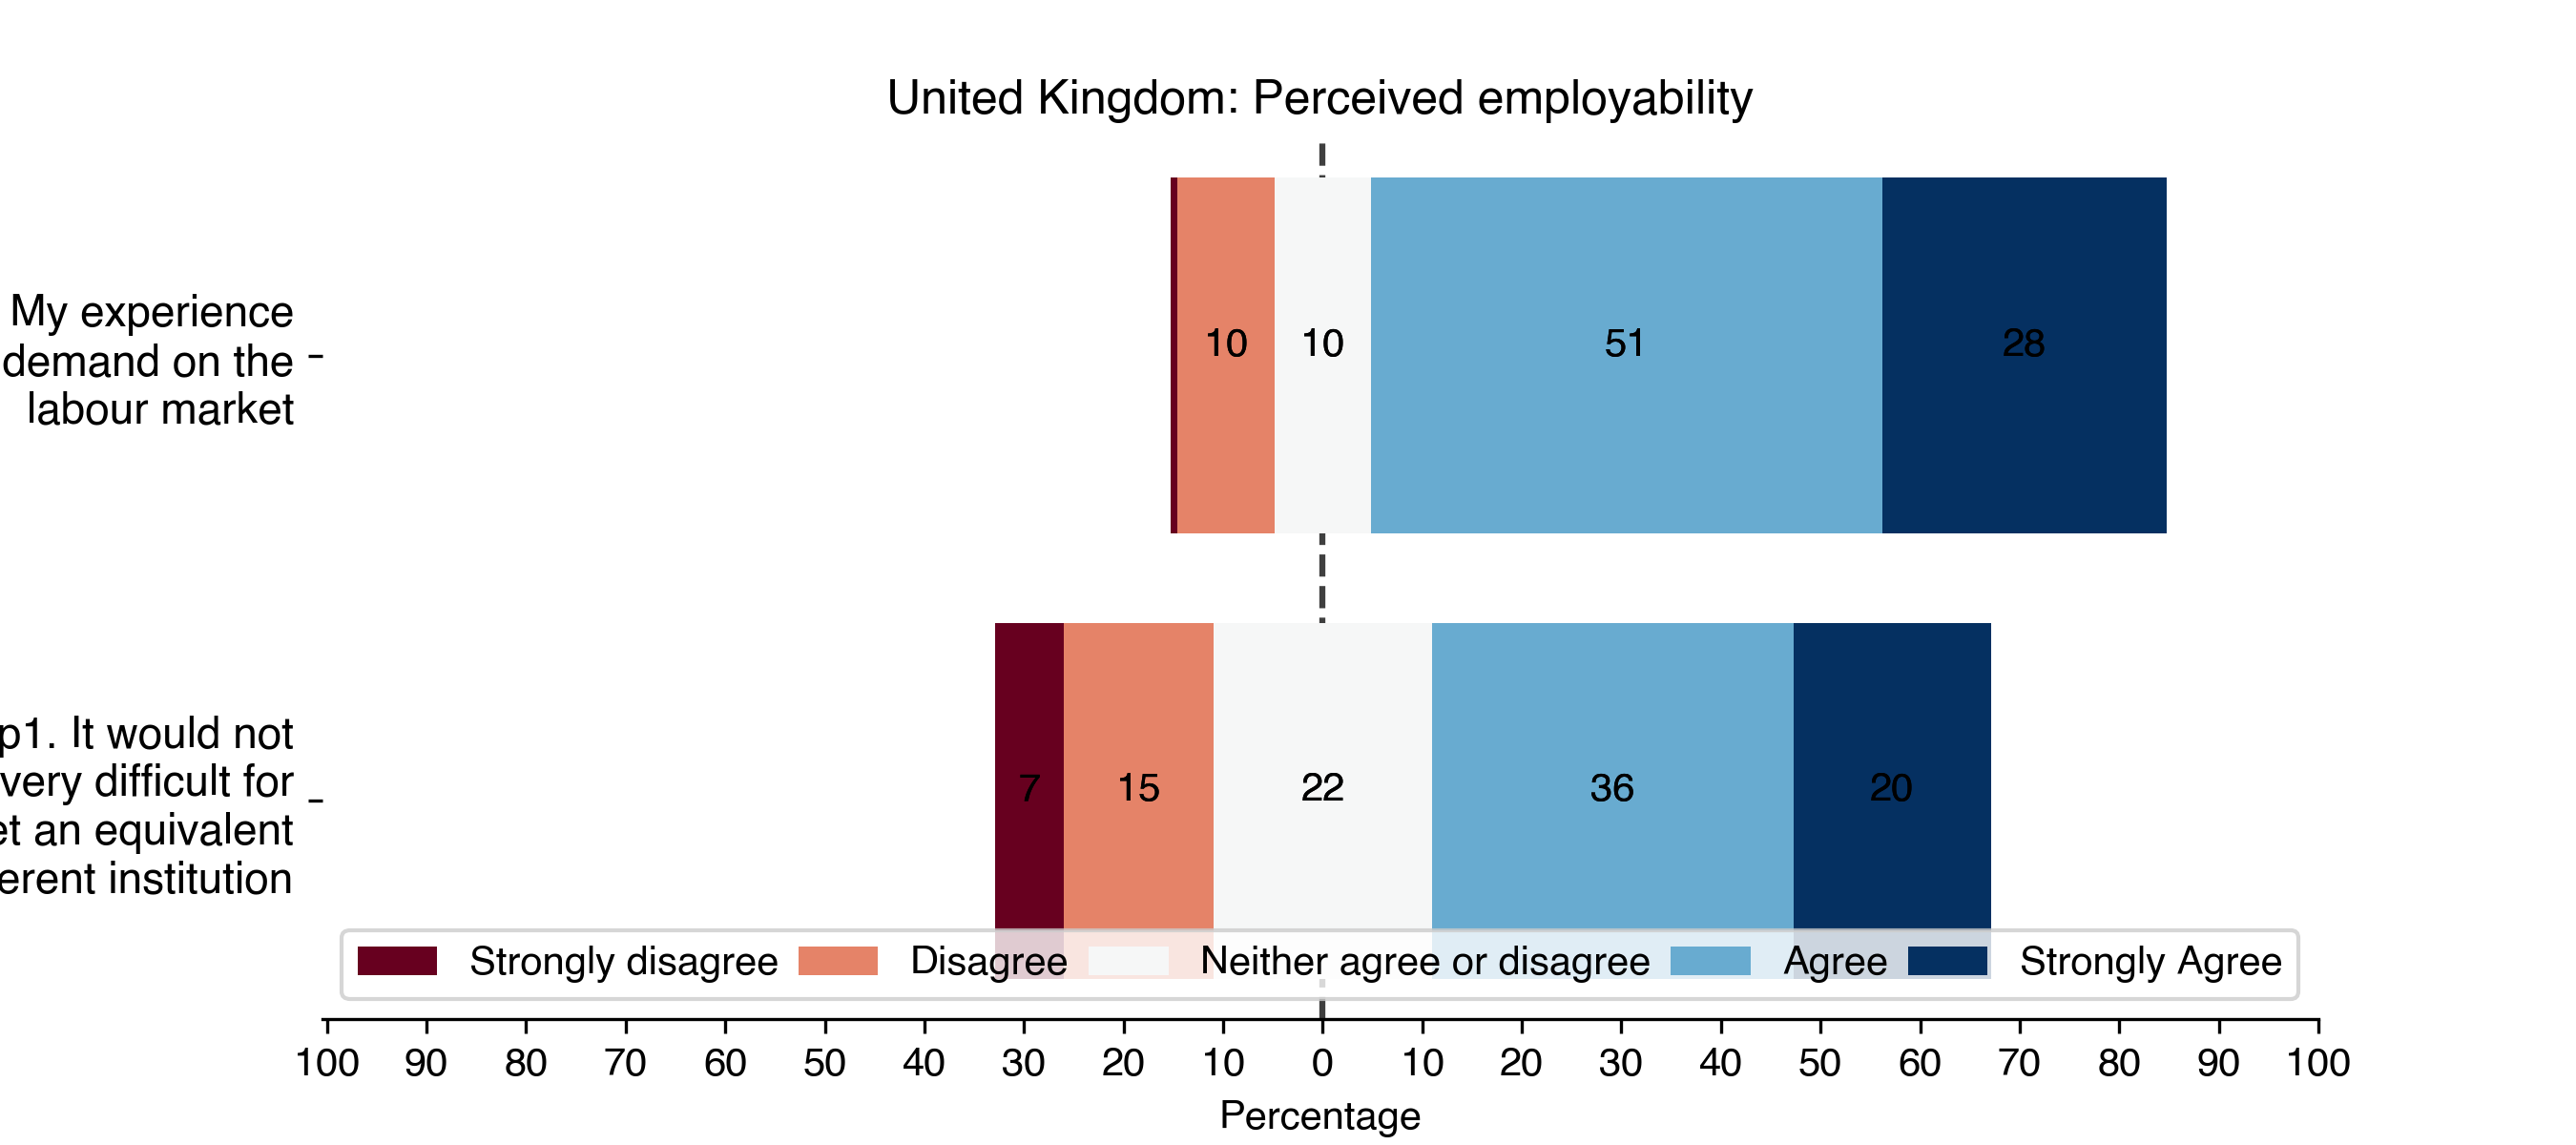 United Kingdom: Perceived employability
My experience
demand on the
labour market
10 10 51 28
p1. It would not
very difficult for
et an equivalent
erent institution
7 15 22 36 20
Strongly disagree Disagree Neither agree or disagree Agree Strongly Agree
100 90 80 70 60 50 40 30 20 10 0 10 20 30 40 50 60 70 80 90 100
Percentage